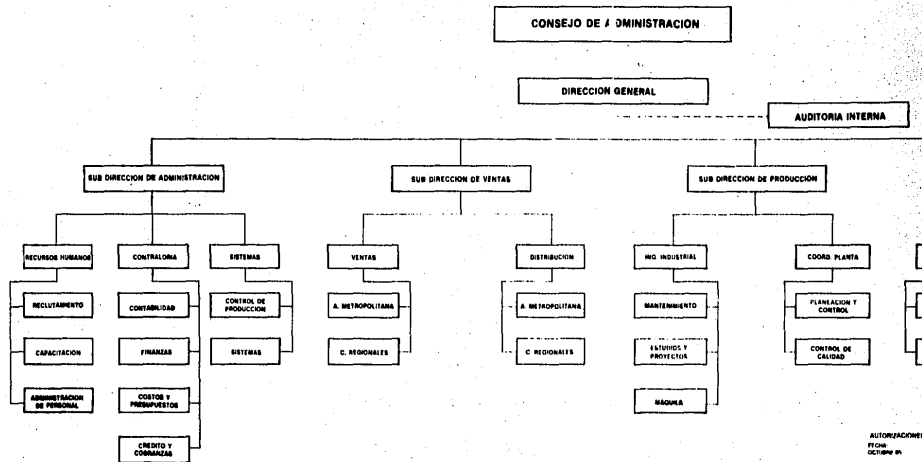 CONSEJO DE ADMINISTRACION
DIRECCION GENERAL
AUDITORIA INTERNA
SUB DIRECCION DE ADMINISTRACION
SUB DIRECCION DE VENTAS
SUB DIRECCION DE PRODUCCION
RECURSOS HUMANOS
CONTRALORIA
SISTEMAS
VENTAS
DISTRIBUCION
ING. INDUSTRIAL
COORD. PLANTA
RECLUTAMIENTO
CONTABILIDAD
CONTROL DE
PRODUCCION
A. METROPOLITANA
A. METROPOLITANA
MANTENIMIENTO
PLANEACION Y
CONTROL
CAPACITACION
FINANZAS
SISTEMAS
C. REGIONALES
C. REGIONALES
ESTUDIOS Y
PROYECTOS
CONTROL DE
CALIDAD
ADMINISTRACION
DE PERSONAL
COSTOS Y
PRESUPUESTOS
MAQUILA
CREDITO Y
COBRANZAS
AUTORIZACIONES
FECHA
OCTUBRE